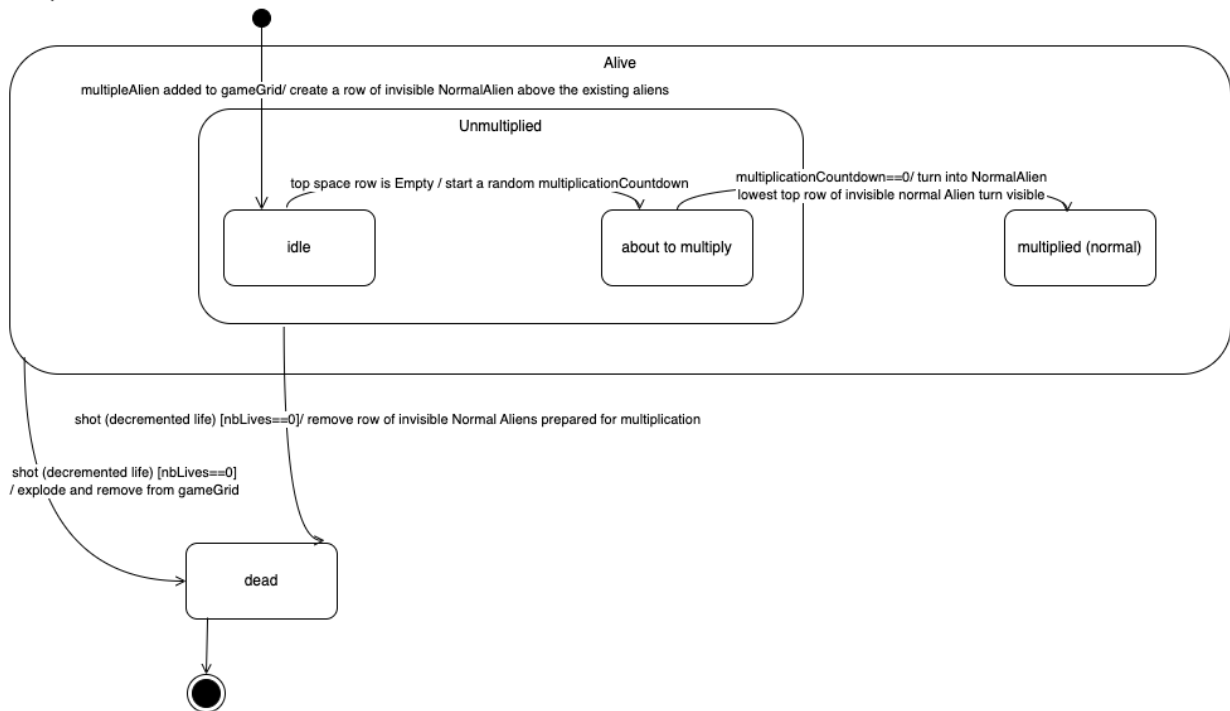 Alive
multipleAlien added to gameGrid/ create a row of invisible NormalAlien above the existing aliens
Unmultiplied
top space row is Empty / start a random multiplicationCountdown
multiplicationCountdown==0/ turn into NormalAlien
lowest top row of invisible normal Alien turn visible
idle
about to multiply
multiplied (normal)
shot (decremented life) [nbLives==0]/ remove row of invisible Normal Aliens prepared for multiplication
shot (decremented life) [nbLives==0]
/ explode and remove from gameGrid
dead